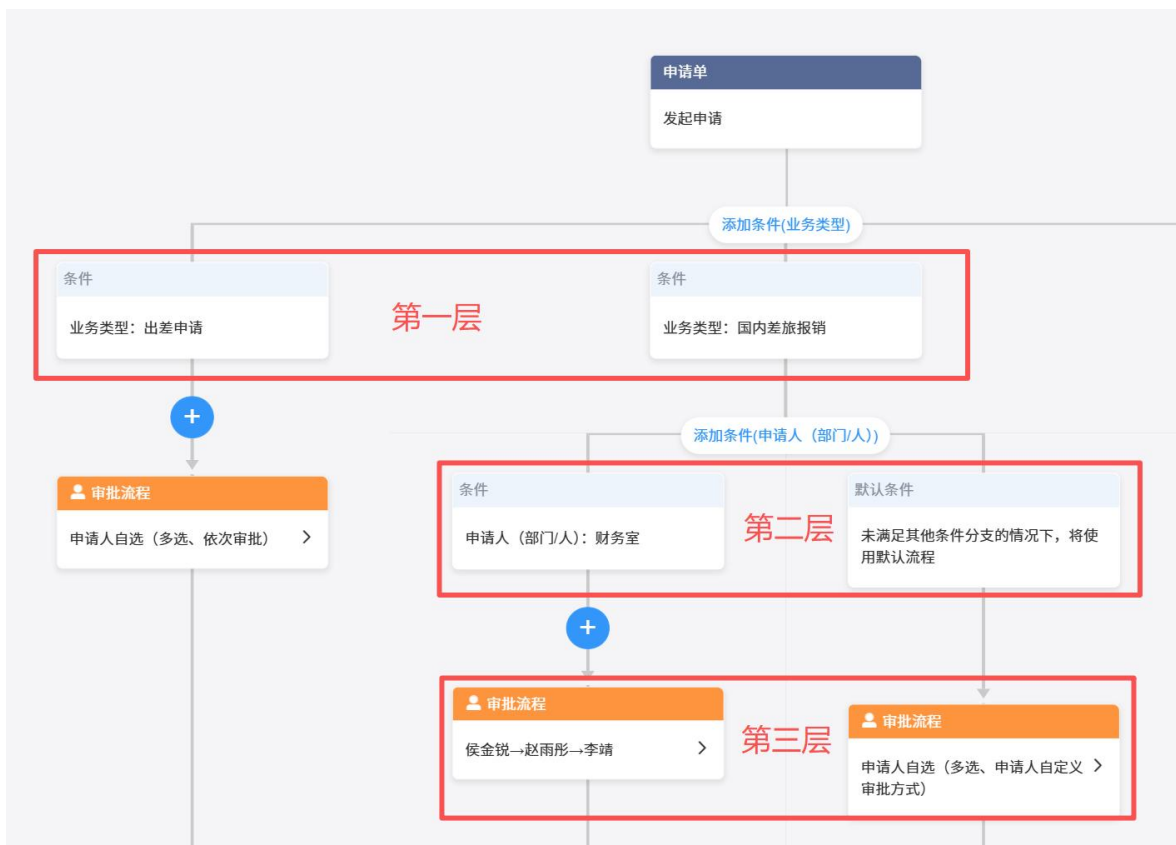 申请单
发起申请
添加条件(业务类型)
条件
业务类型：出差申请
第一层
条件
业务类型：国内差旅报销
添加条件(申请人（部门/人）)
审批流程
申请人自选（多选、依次审批）
条件
申请人（部门/人）：财务室
第二层
默认条件
未满足其他条件分支的情况下，将使
用默认流程
审批流程
侯金锐→赵雨彤→李靖
第三层
审批流程
申请人自选（多选、申请人自定义
审批方式）